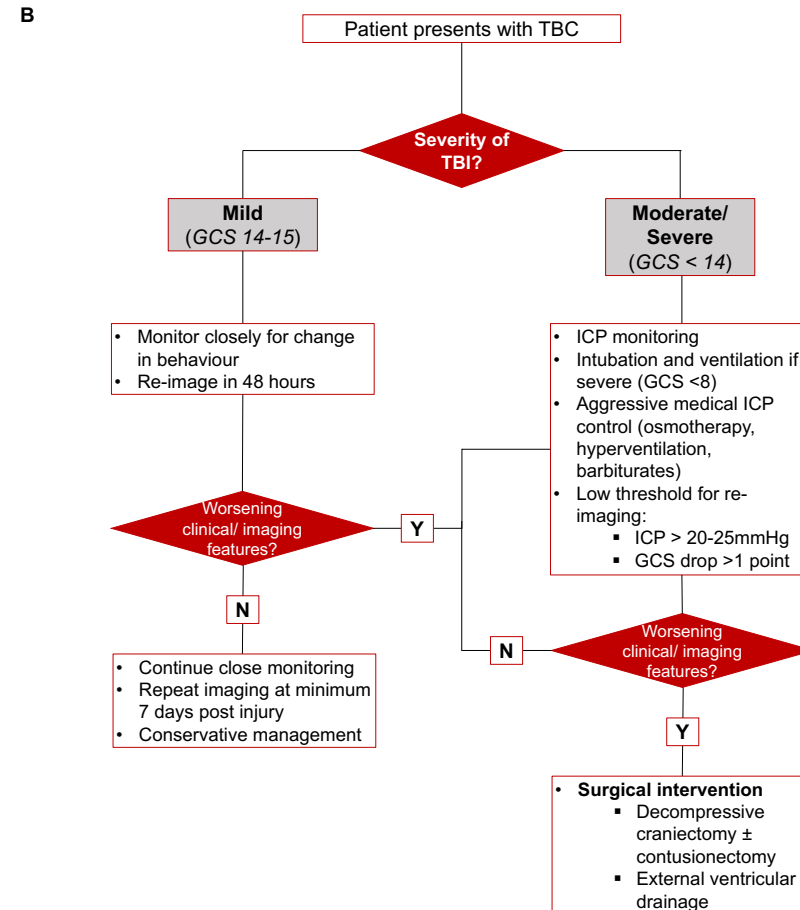 B
Patient presents with TBC
Severity of
TBI?
Mild
(GCS 14-15)
Moderate/
Severe
(GCS < 14)
• Monitor closely for change
in behaviour
• Re-image in 48 hours
• ICP monitoring
• Intubation and ventilation if
severe (GCS <8)
• Aggressive medical ICP
control (osmotherapy,
hyperventilation,
barbiturates)
• Low threshold for re-
imaging:
▪ ICP > 20-25mmHg
▪ GCS drop >1 point
Worsening
clinical/ imaging
features?
Y
N
• Continue close monitoring
• Repeat imaging at minimum
7 days post injury
• Conservative management
Worsening
clinical/ imaging
features?
N
Y
• Surgical intervention
▪ Decompressive
craniectomy ±
contusionectomy
▪ External ventricular
drainage